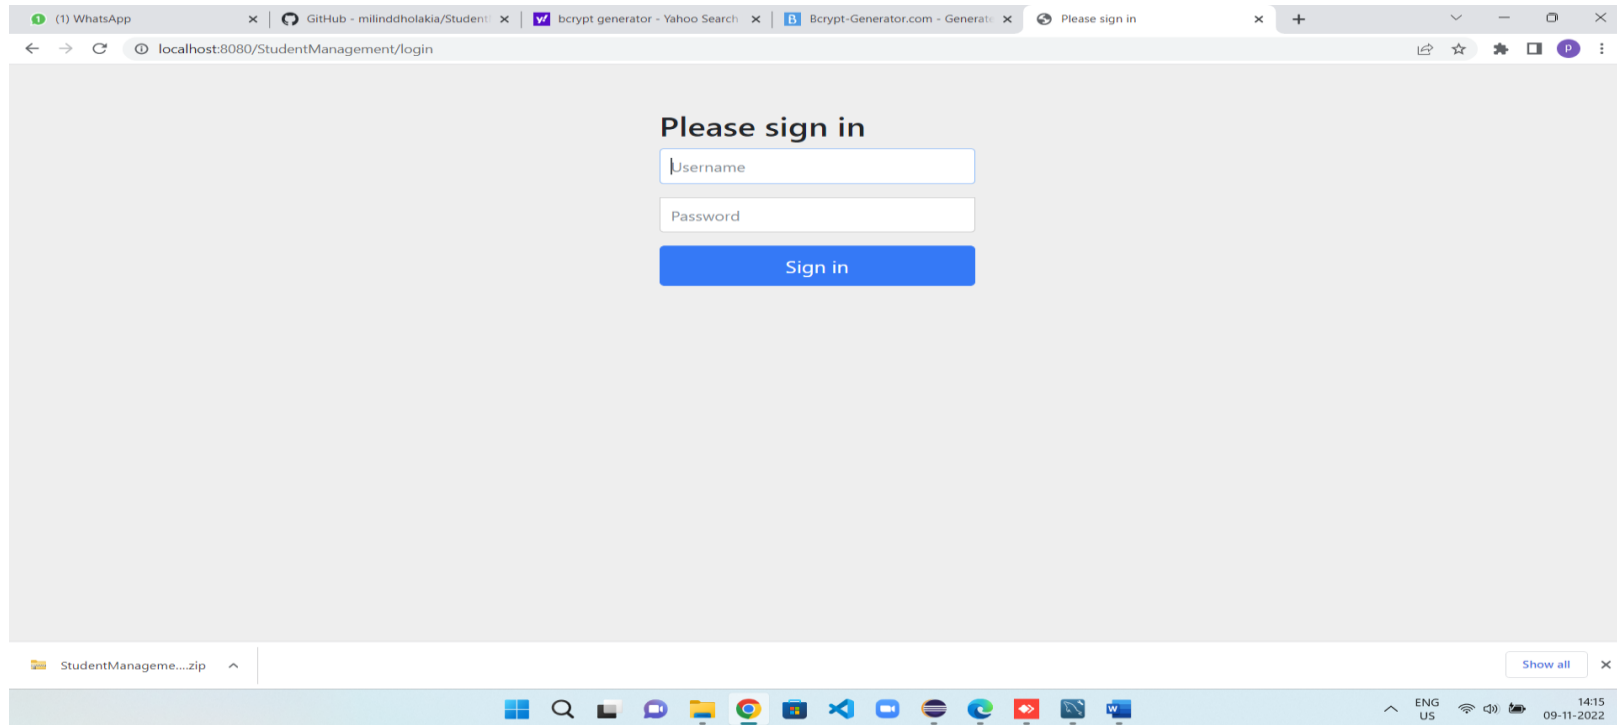 (1) WhatsApp
GitHub - milinddholakia/Student
bcrypt generator - Yahoo Search
B Bcrypt-Generator.com - Generate
Please sign in
localhost:8080/StudentManagement/login
P
Please sign in
Username
Password
Sign in
StudentManageme....zip
Show all
ENG
US
14:15
09-11-2022